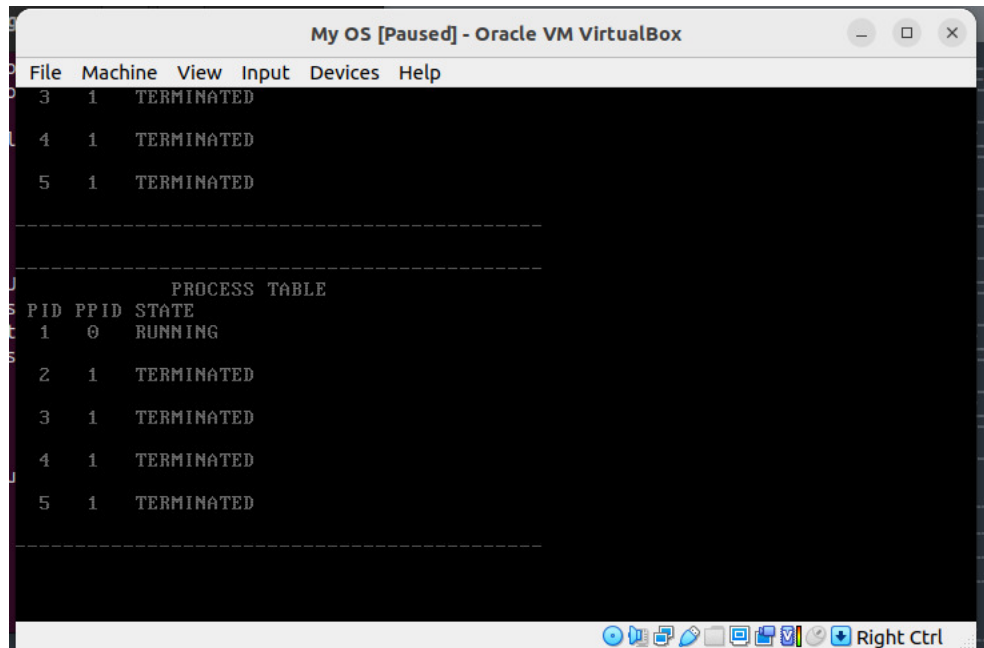 My OS [Paused] - Oracle VM VirtualBox
File Machine View Input Devices Help
3 1 TERMINATED
4 1 TERMINATED
5 1 TERMINATED
--------------------------------------------
--------------------------------------------
PROCESS TABLE
PID PPID STATE
1 0 RUNNING
2 1 TERMINATED
3 1 TERMINATED
4 1 TERMINATED
5 1 TERMINATED
--------------------------------------------
Right Ctrl